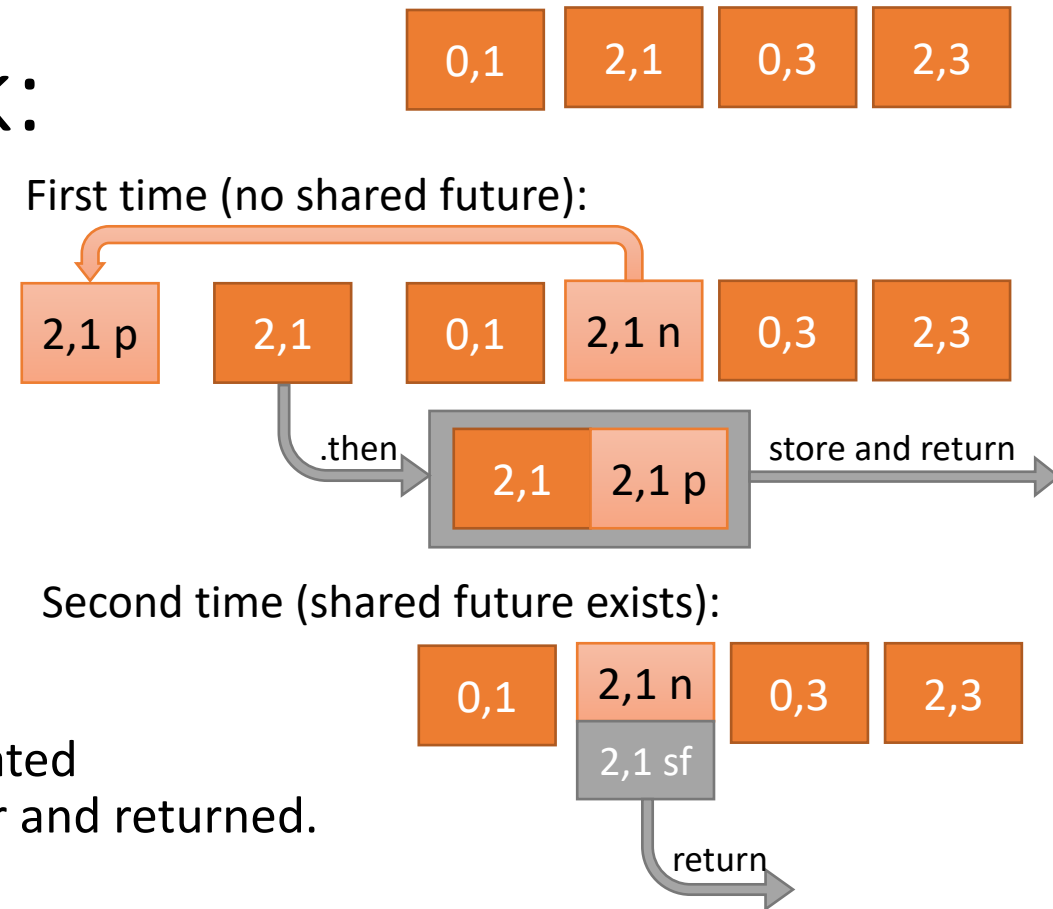 0,1 2,1 0,3 2,3
:
First time (no shared future):
2,1 p 2,1 0,1 2,1 n 0,3 2,3
.then 2,1 2,1 p store and return
Second time (shared future exists):
0,1 2,1 n 0,3 2,3
2,1 sf
and returned.
return